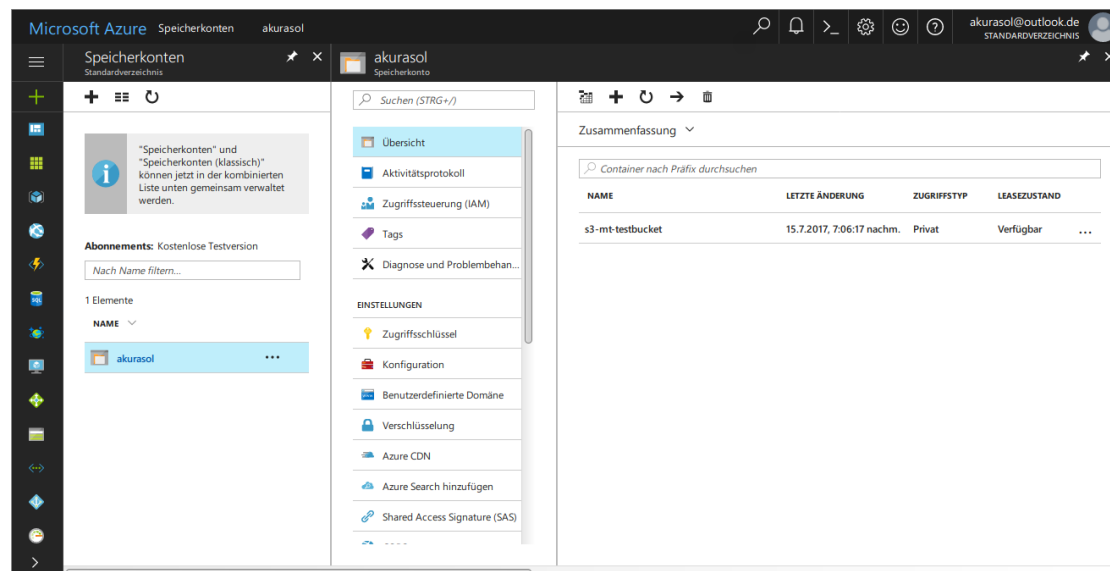 Microsoft Azure Speicherkonten akurasol
akurasol@outlook.de
STANDARDVERZEICHNIS
Speicherkonten
Standardverzeichnis
"Speicherkonten" und
"Speicherkonten (klassisch)"
können jetzt in der kombinierten
Liste unten gemeinsam verwaltet
werden.
Abonnements: Kostenlose Testversion
Nach Name filtern...
1 Elemente
NAME
akurasol
akurasol
Speicherkonto
Suchen (STRG+/)
Übersicht
Aktivitätsprotokoll
Zugriffssteuerung (IAM)
Tags
Diagnose und Problembehan...
EINSTELLUNGEN
Zugriffsschlüssel
Konfiguration
Benutzerdefinierte Domäne
Verschlüsselung
Azure CDN
Azure Search hinzufügen
Shared Access Signature (SAS)
Zusammenfassung
Container nach Präfix durchsuchen
NAME LETZTE ÄNDERUNG ZUGRIFFSTYP LEASEZUSTAND
s3-mt-testbucket 15.7.2017, 7:06:17 nachm. Privat Verfügbar ...